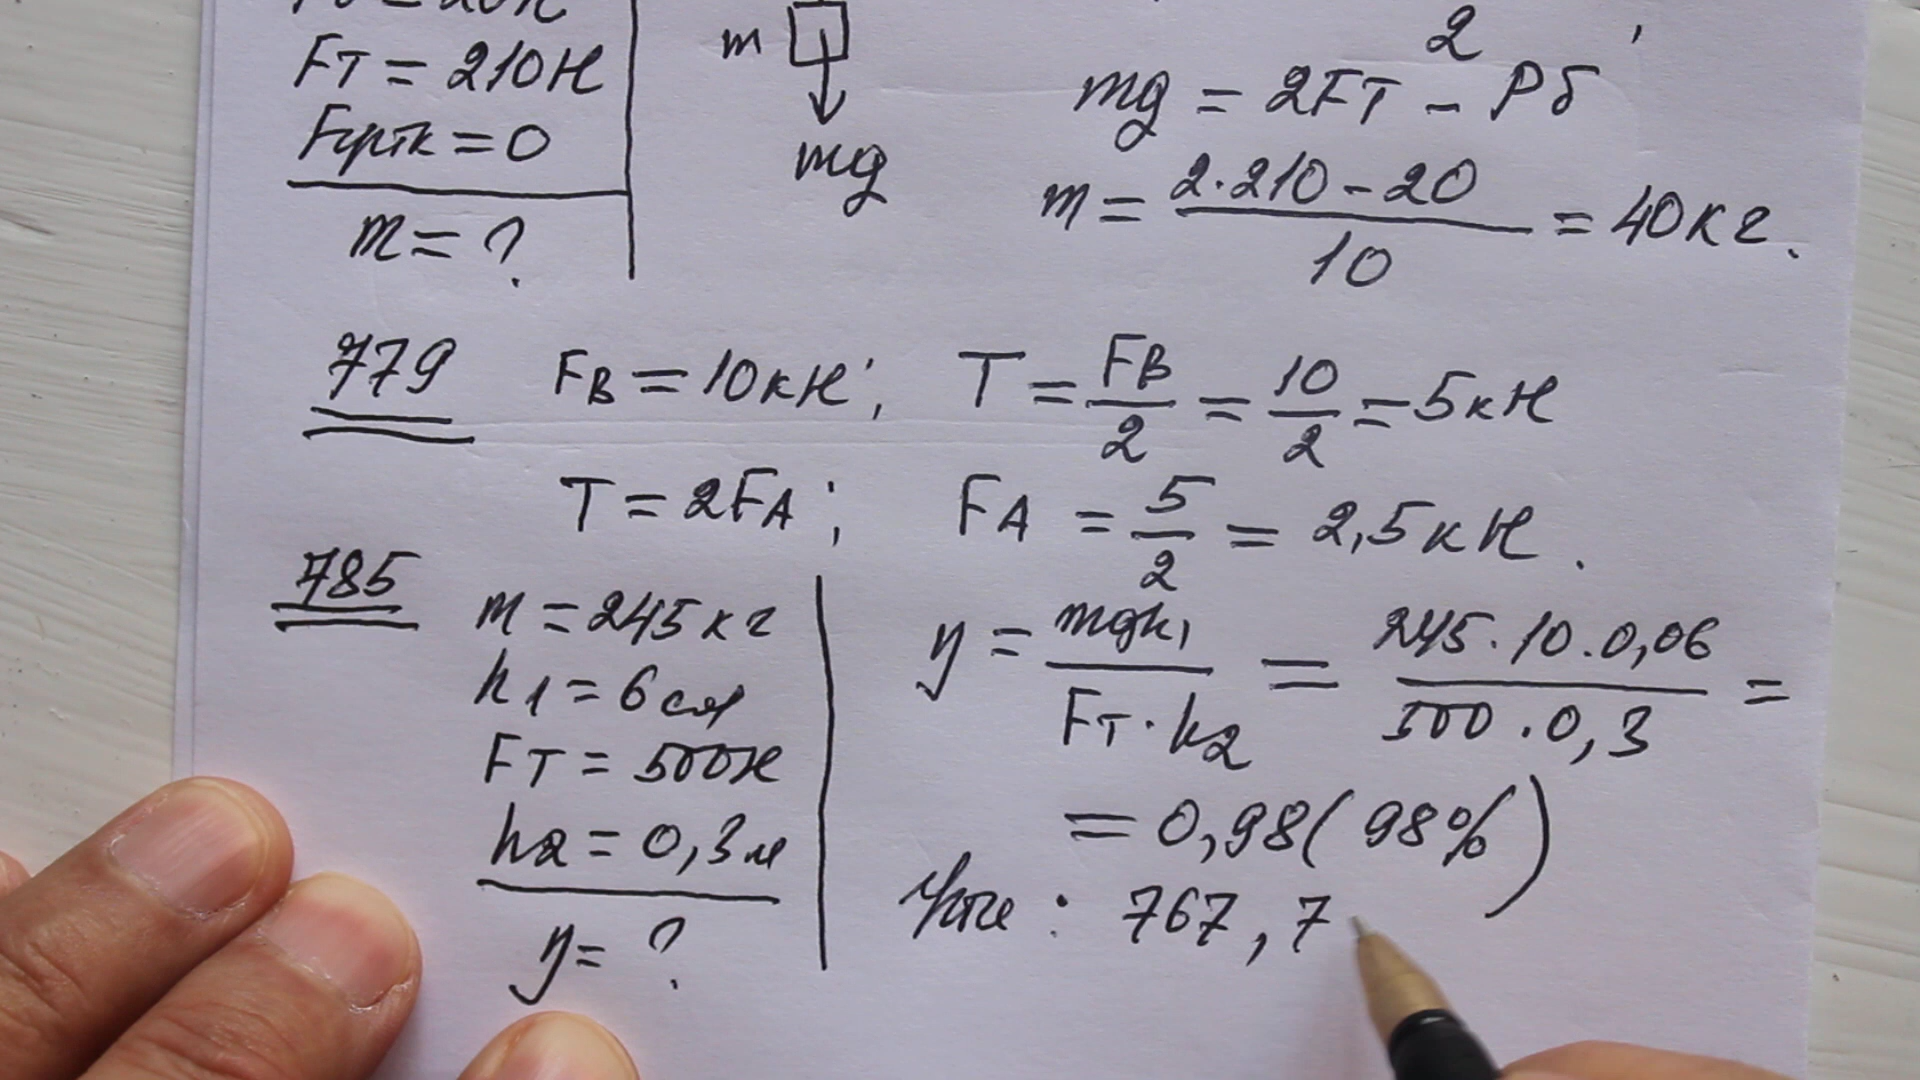 Fт = 210Н
Fтр = 0
m = ?
m
mg
2
mg = 2Fт - Pб
m = 2·210-20 / 10 = 40кг.
779 Fв = 10кН; T = Fв/2 = 10/2 = 5кН
T = 2FА; FА = 5/2 = 2,5кН.
785 m = 245кг
h1 = 6см
Fт = 500Н
h2 = 0,3м
η = ?
η = mgh1 / Fт·h2 = 245·10·0,06 / 500·0,3 =
= 0,98 (98%)
: 767, 7